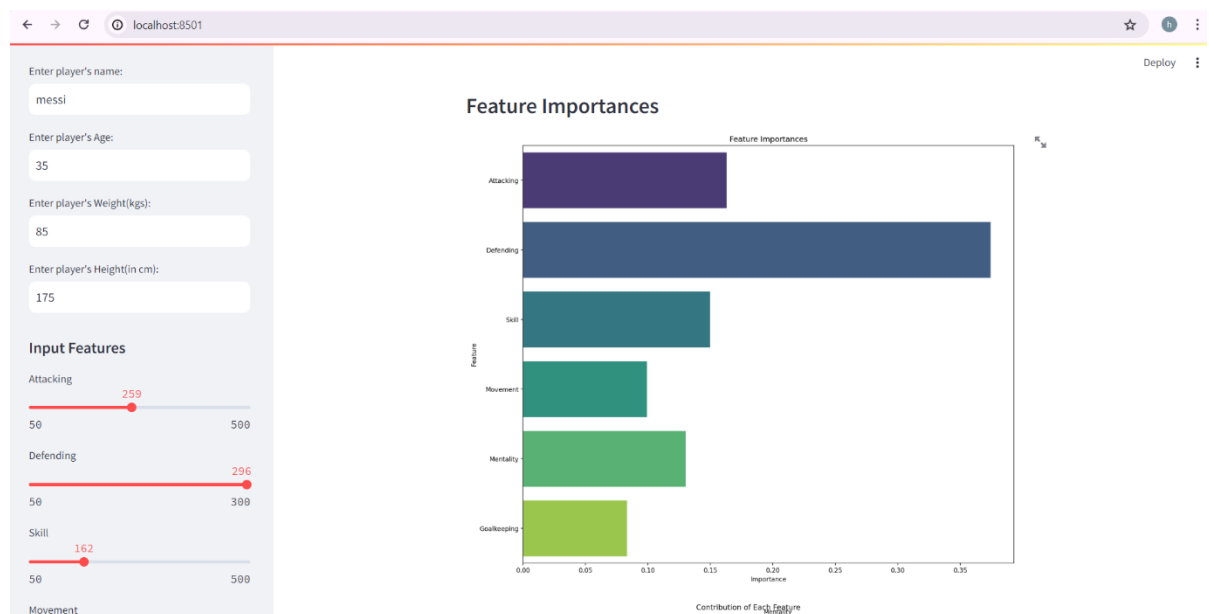 localhost:8501
h
Deploy
Enter player's name:
messi
Enter player's Age:
35
Enter player's Weight(kgs):
85
Enter player's Height(in cm):
175
Input Features
Attacking
259
50 500
Defending
296
50 300
Skill
162
50 500
Movement
Feature Importances
Feature Importances
Attacking
Defending
Skill
Feature
Movement
Mentality
Goalkeeping
0.00 0.05 0.10 0.15 0.20 0.25 0.30 0.35
Importance
Contribution of Each Feature
Mentality